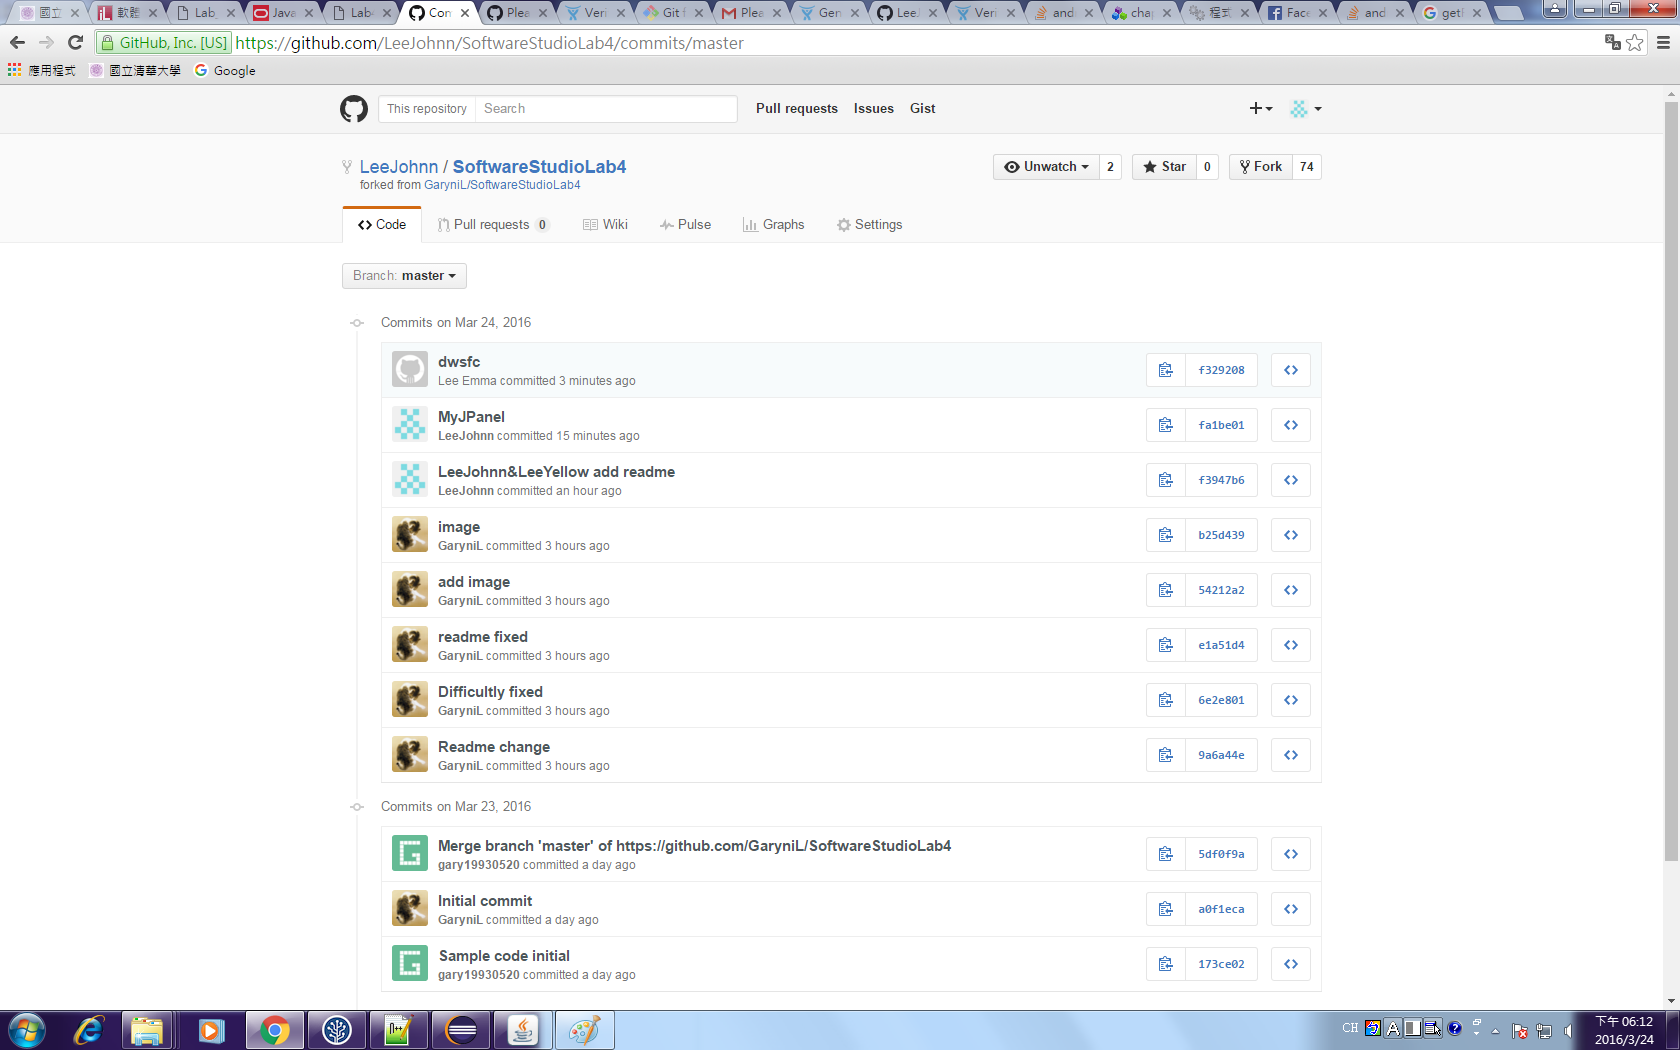 國立
軟體
Lab_
Java
Lab
Con
Plea
Veri
Git f
Plea
Gen
LeeJ
Veri
and
chap
程式
Face
and
getl
GitHub, Inc. [US] https://github.com/LeeJohnn/SoftwareStudioLab4/commits/master
應用程式 國立清華大學 Google
This repository Search Pull requests Issues Gist
LeeJohnn / SoftwareStudioLab4
forked from GaryniL/SoftwareStudioLab4
Unwatch 2 Star 0 Fork 74
Code Pull requests 0 Wiki Pulse Graphs Settings
Branch: master
Commits on Mar 24, 2016
dwsfc
Lee Emma committed 3 minutes ago
f329208
MyJPanel
LeeJohnn committed 15 minutes ago
fa1be01
LeeJohnn&LeeYellow add readme
LeeJohnn committed an hour ago
f3947b6
image
GaryniL committed 3 hours ago
b25d439
add image
GaryniL committed 3 hours ago
54212a2
readme fixed
GaryniL committed 3 hours ago
e1a51d4
Difficultly fixed
GaryniL committed 3 hours ago
6e2e801
Readme change
GaryniL committed 3 hours ago
9a6a44e
Commits on Mar 23, 2016
Merge branch 'master' of https://github.com/GaryniL/SoftwareStudioLab4
gary19930520 committed a day ago
5df0f9a
Initial commit
GaryniL committed a day ago
a0f1eca
Sample code initial
gary19930520 committed a day ago
173ce02
CH
A
下午 06:12
2016/3/24